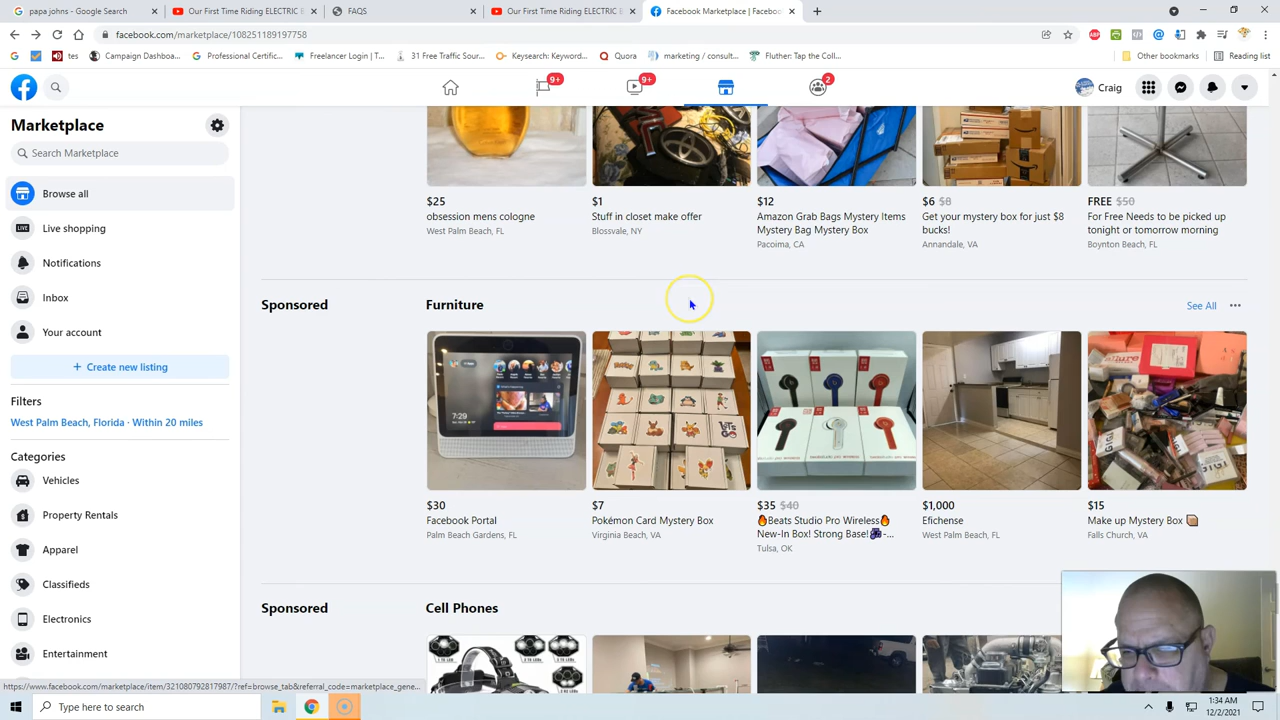 papa johns - Google Search
Our First Time Riding ELECTRIC B
FAQS
Our First Time Riding ELECTRIC B
Facebook Marketplace | Faceboo
facebook.com/marketplace/108251189197758
tes
Campaign Dashboa...
Professional Certific...
Freelancer Login | T...
31 Free Traffic Sour...
Keysearch: Keyword...
Quora
marketing / consult...
Fluther: Tap the Coll...
Other bookmarks
Reading list
9+
9+
2
Craig
Marketplace
Search Marketplace
Browse all
LIVE
Live shopping
Notifications
Inbox
Your account
+ Create new listing
Filters
West Palm Beach, Florida · Within 20 miles
Categories
Vehicles
Property Rentals
Apparel
Classifieds
Electronics
Entertainment
$25
obsession mens cologne
West Palm Beach, FL
$1
Stuff in closet make offer
Blossvale, NY
$12
Amazon Grab Bags Mystery Items
Mystery Bag Mystery Box
Pacoima, CA
$6 $8
Get your mystery box for just $8
bucks!
Annandale, VA
FREE $50
For Free Needs to be picked up
tonight or tomorrow morning
Boynton Beach, FL
Sponsored
Furniture
See All
7:29
LET'S
GO
$30
Facebook Portal
Palm Beach Gardens, FL
$7
Pokémon Card Mystery Box
Virginia Beach, VA
$35 $40
🔥Beats Studio Pro Wireless🔥
New-In Box! Strong Base!🎆-...
Tulsa, OK
$1,000
Efichense
West Palm Beach, FL
$15
Make up Mystery Box 📦
Falls Church, VA
Sponsored
Cell Phones
https://www.facebook.com/marketplace/item/321080792817987/?ref=browse_tab&referral_code=marketplace_gene...
Type here to search
1:34 AM
12/2/2021